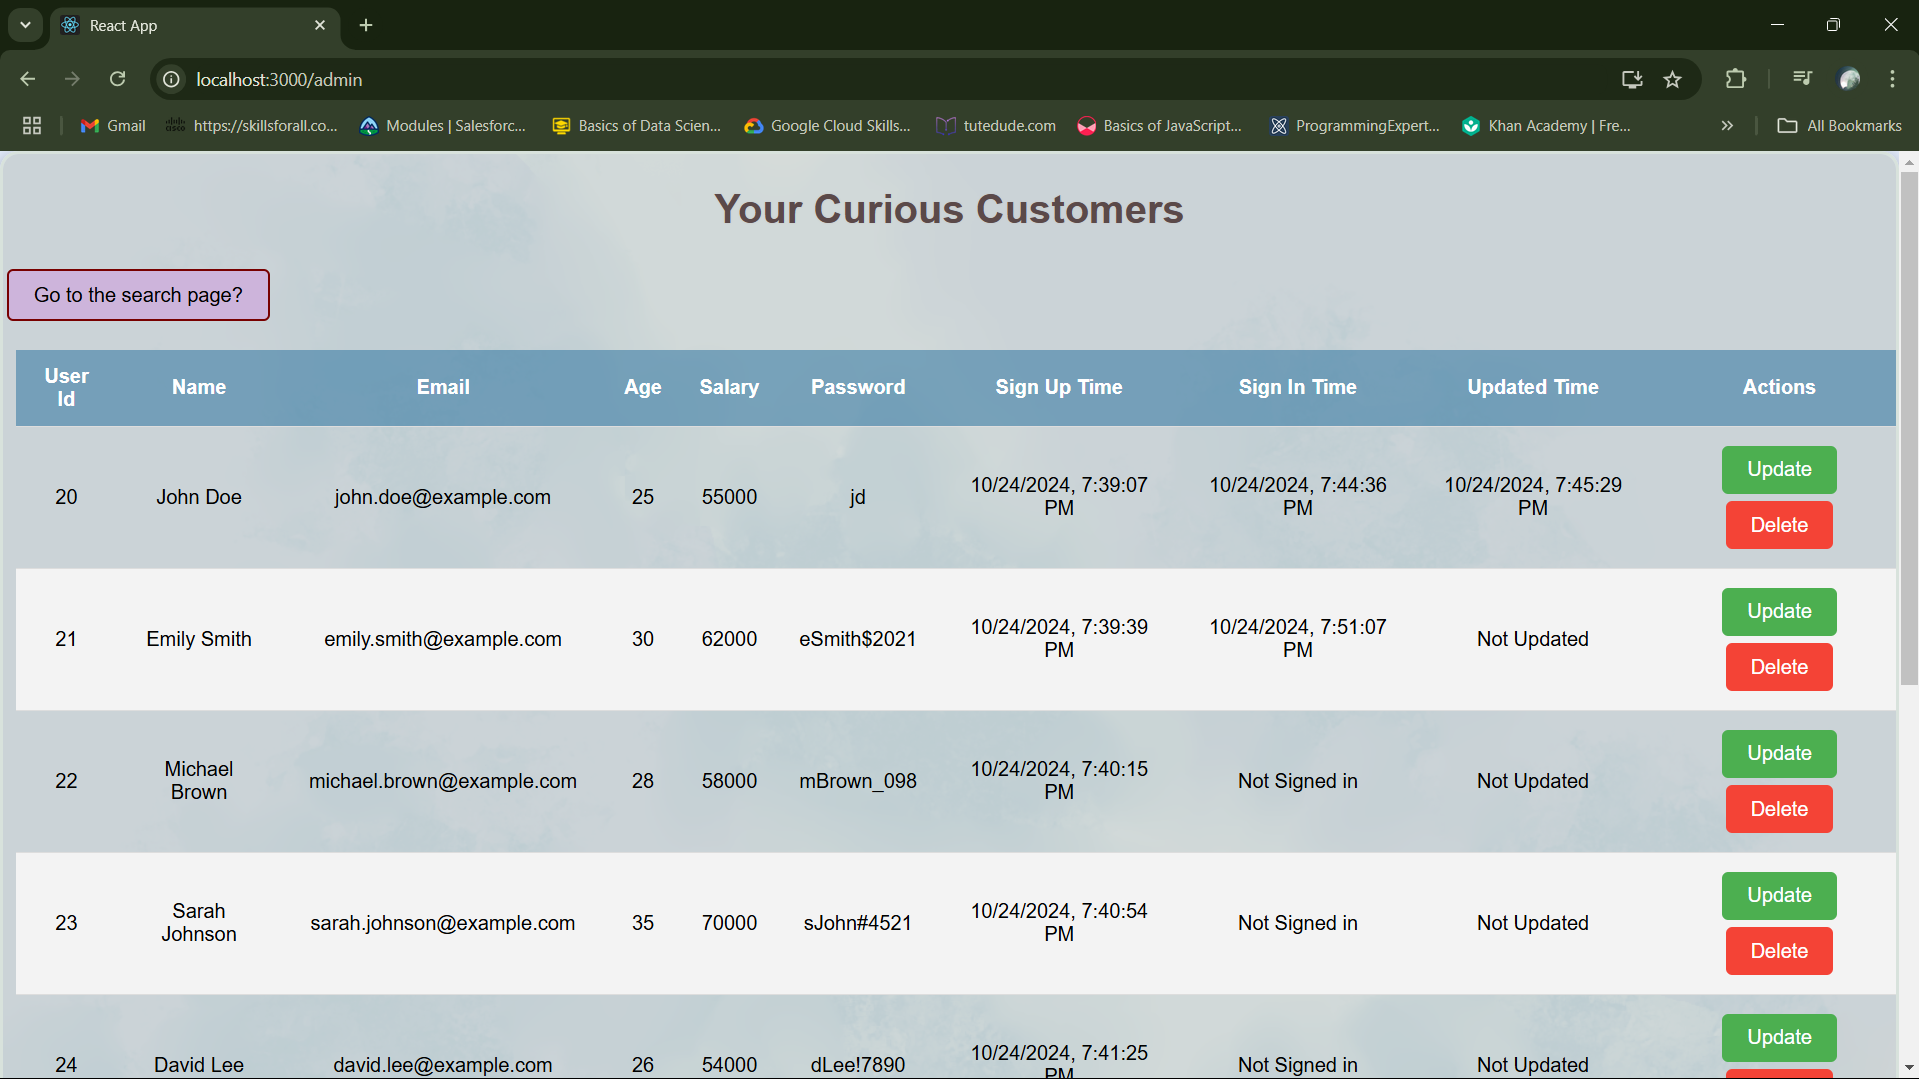 React App
localhost:3000/admin
Gmail
https://skillsforall.co...
Modules | Salesforc...
Basics of Data Scien...
Google Cloud Skills...
tutedude.com
Basics of JavaScript...
ProgrammingExpert...
Khan Academy | Fre...
All Bookmarks
Your Curious Customers
Go to the search page?
User Id Name Email Age Salary Password Sign Up Time Sign In Time Updated Time Actions
20 John Doe john.doe@example.com 25 55000 jd 10/24/2024, 7:39:07 PM 10/24/2024, 7:44:36 PM 10/24/2024, 7:45:29 PM Update
Delete
21 Emily Smith emily.smith@example.com 30 62000 eSmith$2021 10/24/2024, 7:39:39 PM 10/24/2024, 7:51:07 PM Not Updated Update
Delete
22 Michael Brown michael.brown@example.com 28 58000 mBrown_098 10/24/2024, 7:40:15 PM Not Signed in Not Updated Update
Delete
23 Sarah Johnson sarah.johnson@example.com 35 70000 sJohn#4521 10/24/2024, 7:40:54 PM Not Signed in Not Updated Update
Delete
24 David Lee david.lee@example.com 26 54000 dLee!7890 10/24/2024, 7:41:25 PM Not Signed in Not Updated Update